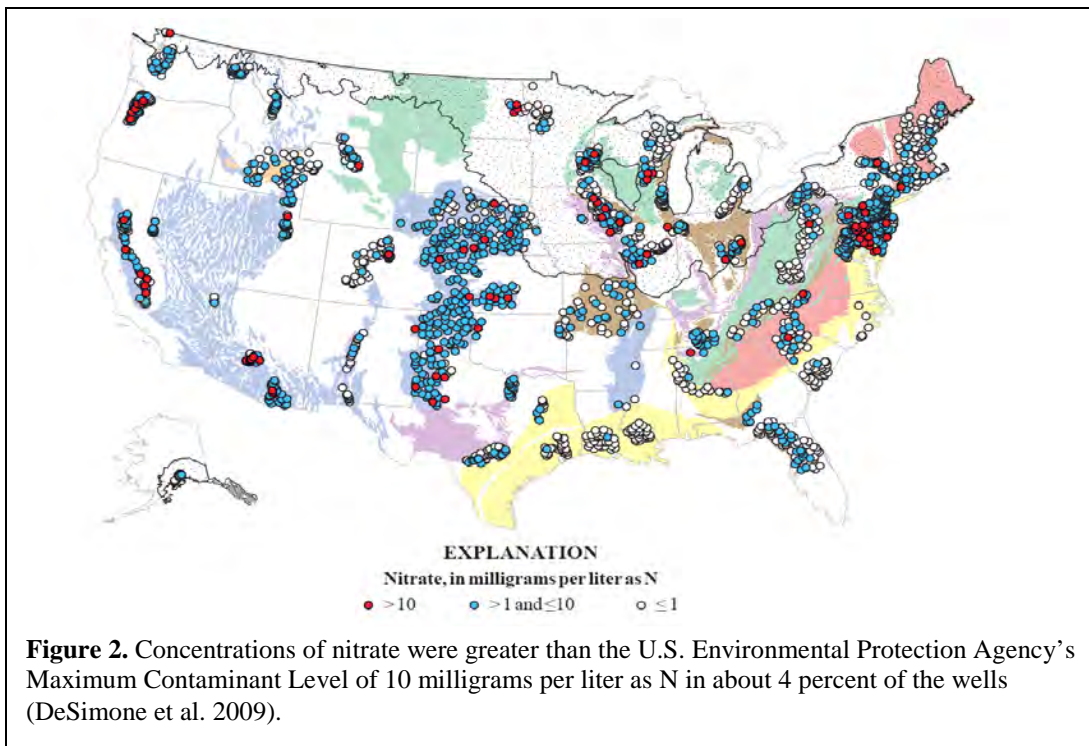 EXPLANATION
Nitrate, in milligrams per liter as N
>10 >1 and≤10 ≤1
Figure 2. Concentrations of nitrate were greater than the U.S. Environmental Protection Agency’s
Maximum Contaminant Level of 10 milligrams per liter as N in about 4 percent of the wells
(DeSimone et al. 2009).